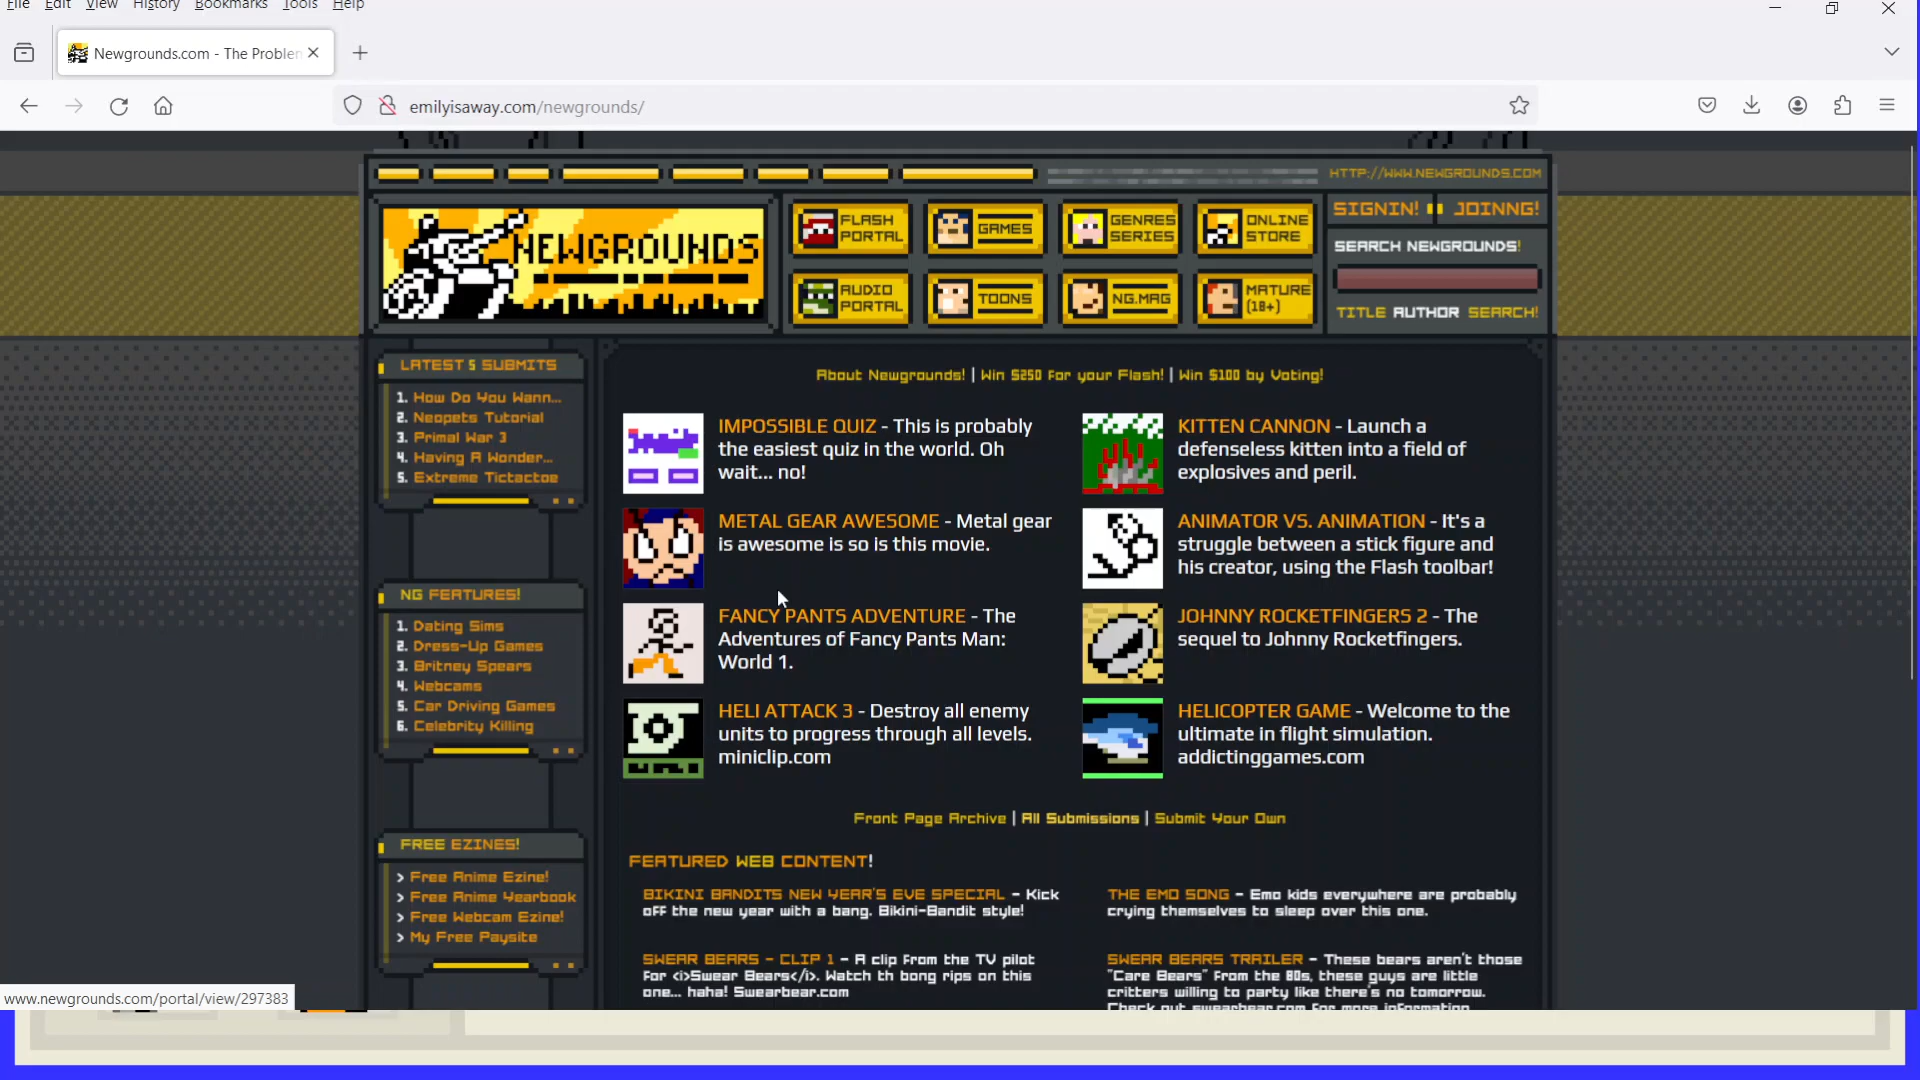 File Edit View History Bookmarks Tools Help
Newgrounds.com - The Problem
emilyisaway.com/newgrounds/
HTTP://WWW.NEWGROUNDS.COM
NEWGROUNDS
FLASH PORTAL
GAMES
GENRES SERIES
ONLINE STORE
AUDIO PORTAL
TOONS
NG.MAG
MATURE (18+)
SIGNIN! JOINNG!
SEARCH NEWGROUNDS!
TITLE AUTHOR SEARCH!
LATEST 5 SUBMITS
1. How Do You Wann...
2. Neopets Tutorial
3. Primal War 3
4. Having A Wonder...
5. Extreme Tictactoe
NG FEATURES!
1. Dating Sims
2. Dress-Up Games
3. Britney Spears
4. Webcams
5. Car Driving Games
6. Celebrity Killing
FREE EZINES!
> Free Anime Ezine!
> Free Anime Yearbook
> Free Webcam Ezine!
> My Free Paysite
About Newgrounds! | Win $250 for your Flash! | Win $100 by Voting!
IMPOSSIBLE QUIZ - This is probably
the easiest quiz in the world. Oh
wait... no!
KITTEN CANNON - Launch a
defenseless kitten into a field of
explosives and peril.
METAL GEAR AWESOME - Metal gear
is awesome is so is this movie.
ANIMATOR VS. ANIMATION - It's a
struggle between a stick figure and
his creator, using the Flash toolbar!
FANCY PANTS ADVENTURE - The
Adventures of Fancy Pants Man:
World 1.
JOHNNY ROCKETFINGERS 2 - The
sequel to Johnny Rocketfingers.
HELI ATTACK 3 - Destroy all enemy
units to progress through all levels.
miniclip.com
HELICOPTER GAME - Welcome to the
ultimate in flight simulation.
addictinggames.com
Front Page Archive | All Submissions | Submit Your Own
FEATURED WEB CONTENT!
BIKINI BANDITS NEW YEAR'S EVE SPECIAL - Kick
off the new year with a bang. Bikini-Bandit style!
THE EMO SONG - Emo kids everywhere are probably
crying themselves to sleep over this one.
SWEAR BEARS - CLIP 1 - A clip from the TV pilot
for <i>Swear Bears</i>. Watch th bong rips on this
one... haha! Swearbear.com
SWEAR BEARS TRAILER - These bears aren't those
"Care Bears" from the 80s, these guys are little
critters willing to party like there's no tomorrow.
Check out swearbear.com for more information.
www.newgrounds.com/portal/view/297383